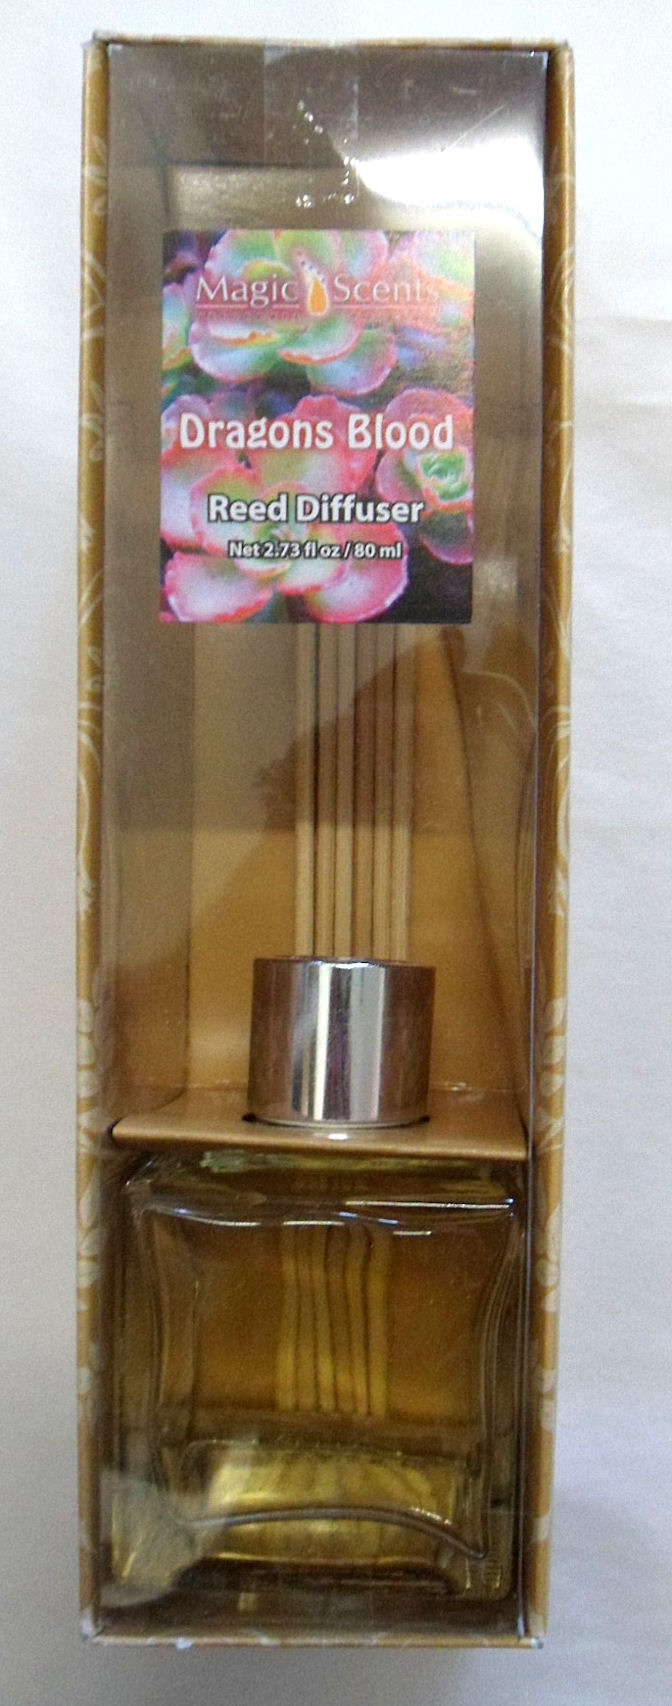 Magic Scents
Dragons Blood
Reed Diffuser
Net 2.73 fl oz / 80 ml